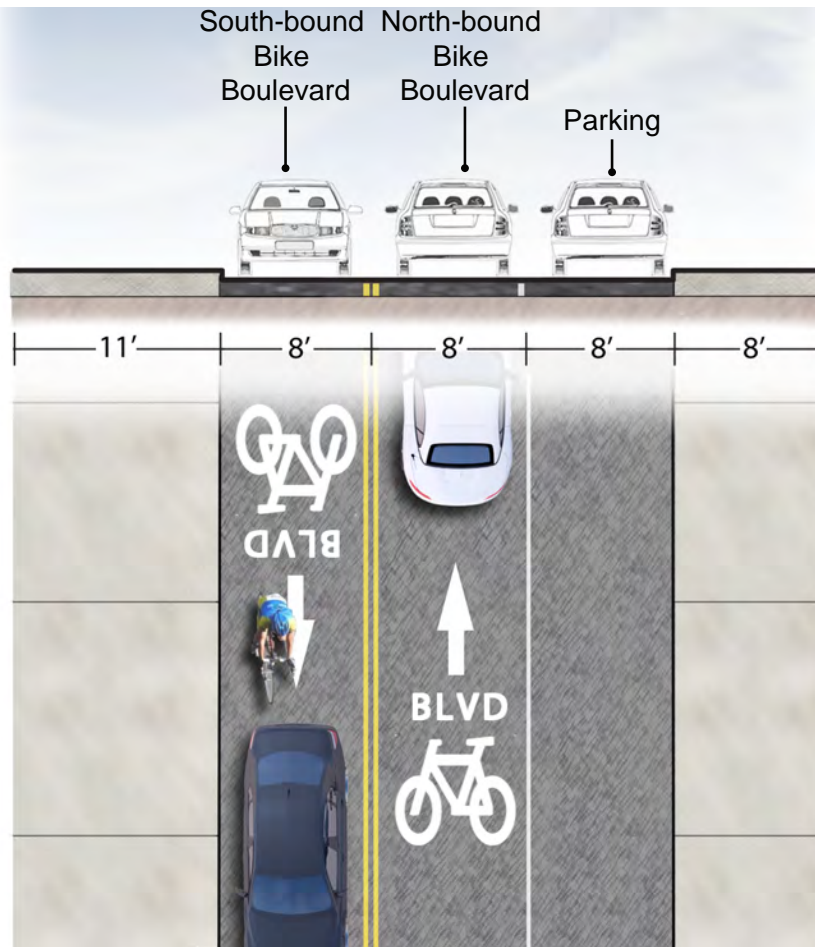 South-bound
Bike
Boulevard
North-bound
Bike
Boulevard
Parking
11’
8’
8’
8’
8’
BLVD
BLVD